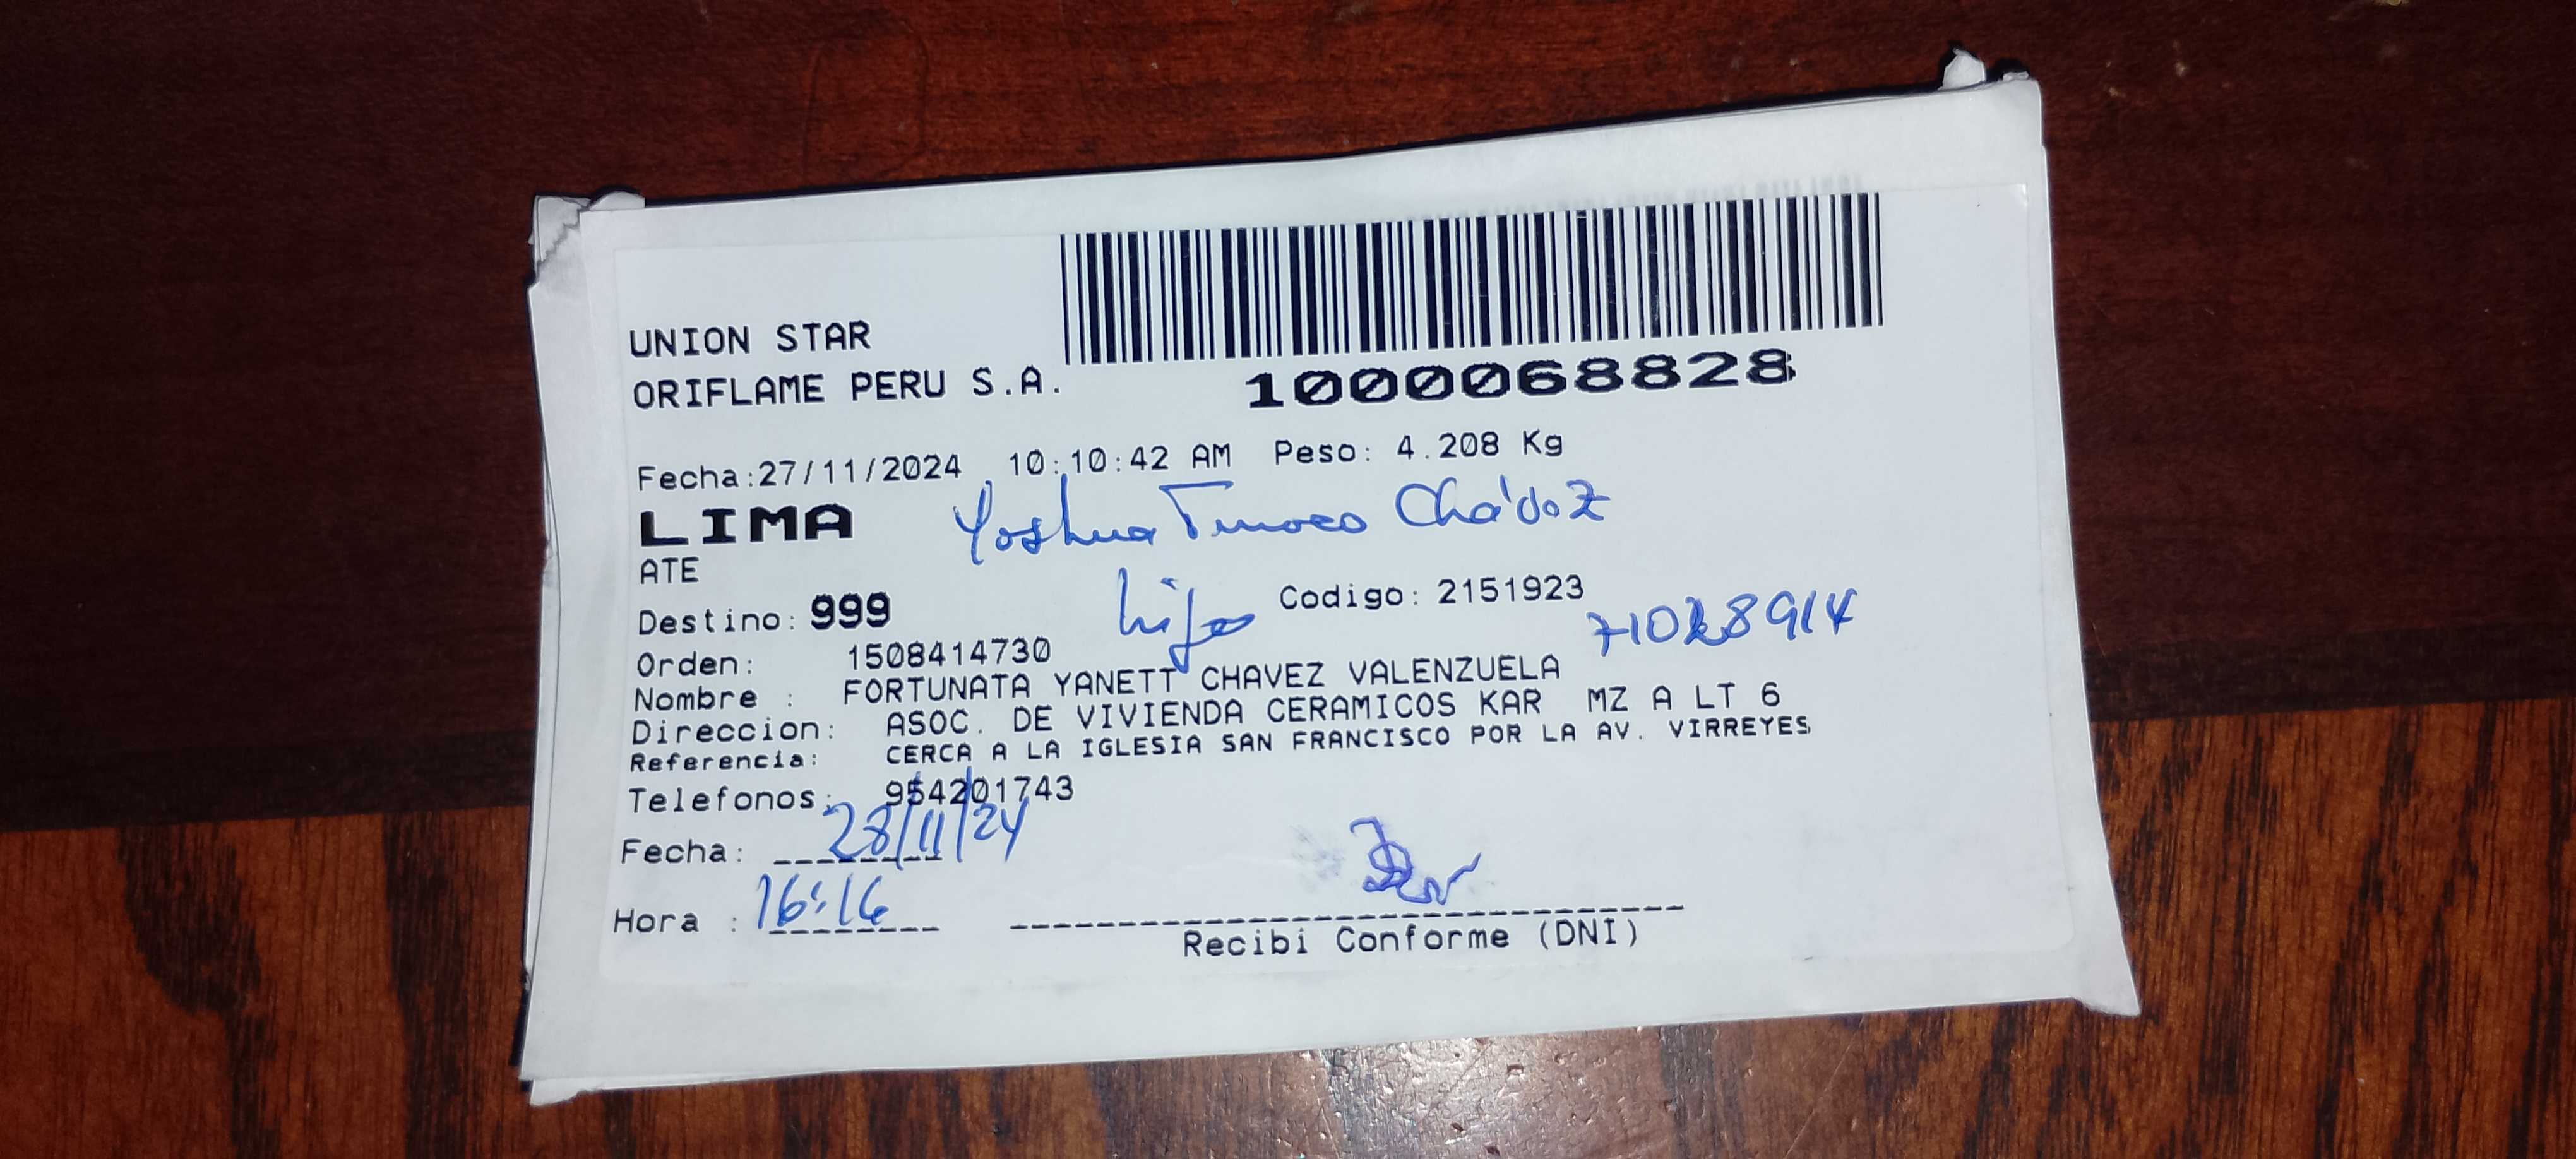 UNION STAR
ORIFLAME PERU S.A.
1000068828
Fecha:27/11/2024 10:10:42 AM Peso: 4.208 Kg
LIMA Yoshua Tinoco Chávez
ATE
Destino: 999 hijo Codigo: 2151923
71028914
Orden: 1508414730
Nombre : FORTUNATA YANETT CHAVEZ VALENZUELA
Direccion: ASOC. DE VIVIENDA CERAMICOS KAR MZ A LT 6
Referencia: CERCA A LA IGLESIA SAN FRANCISCO POR LA AV. VIRREYES
Telefonos: 954201743
Fecha: 28/11/24
Hora : 16:16
Recibi Conforme (DNI)